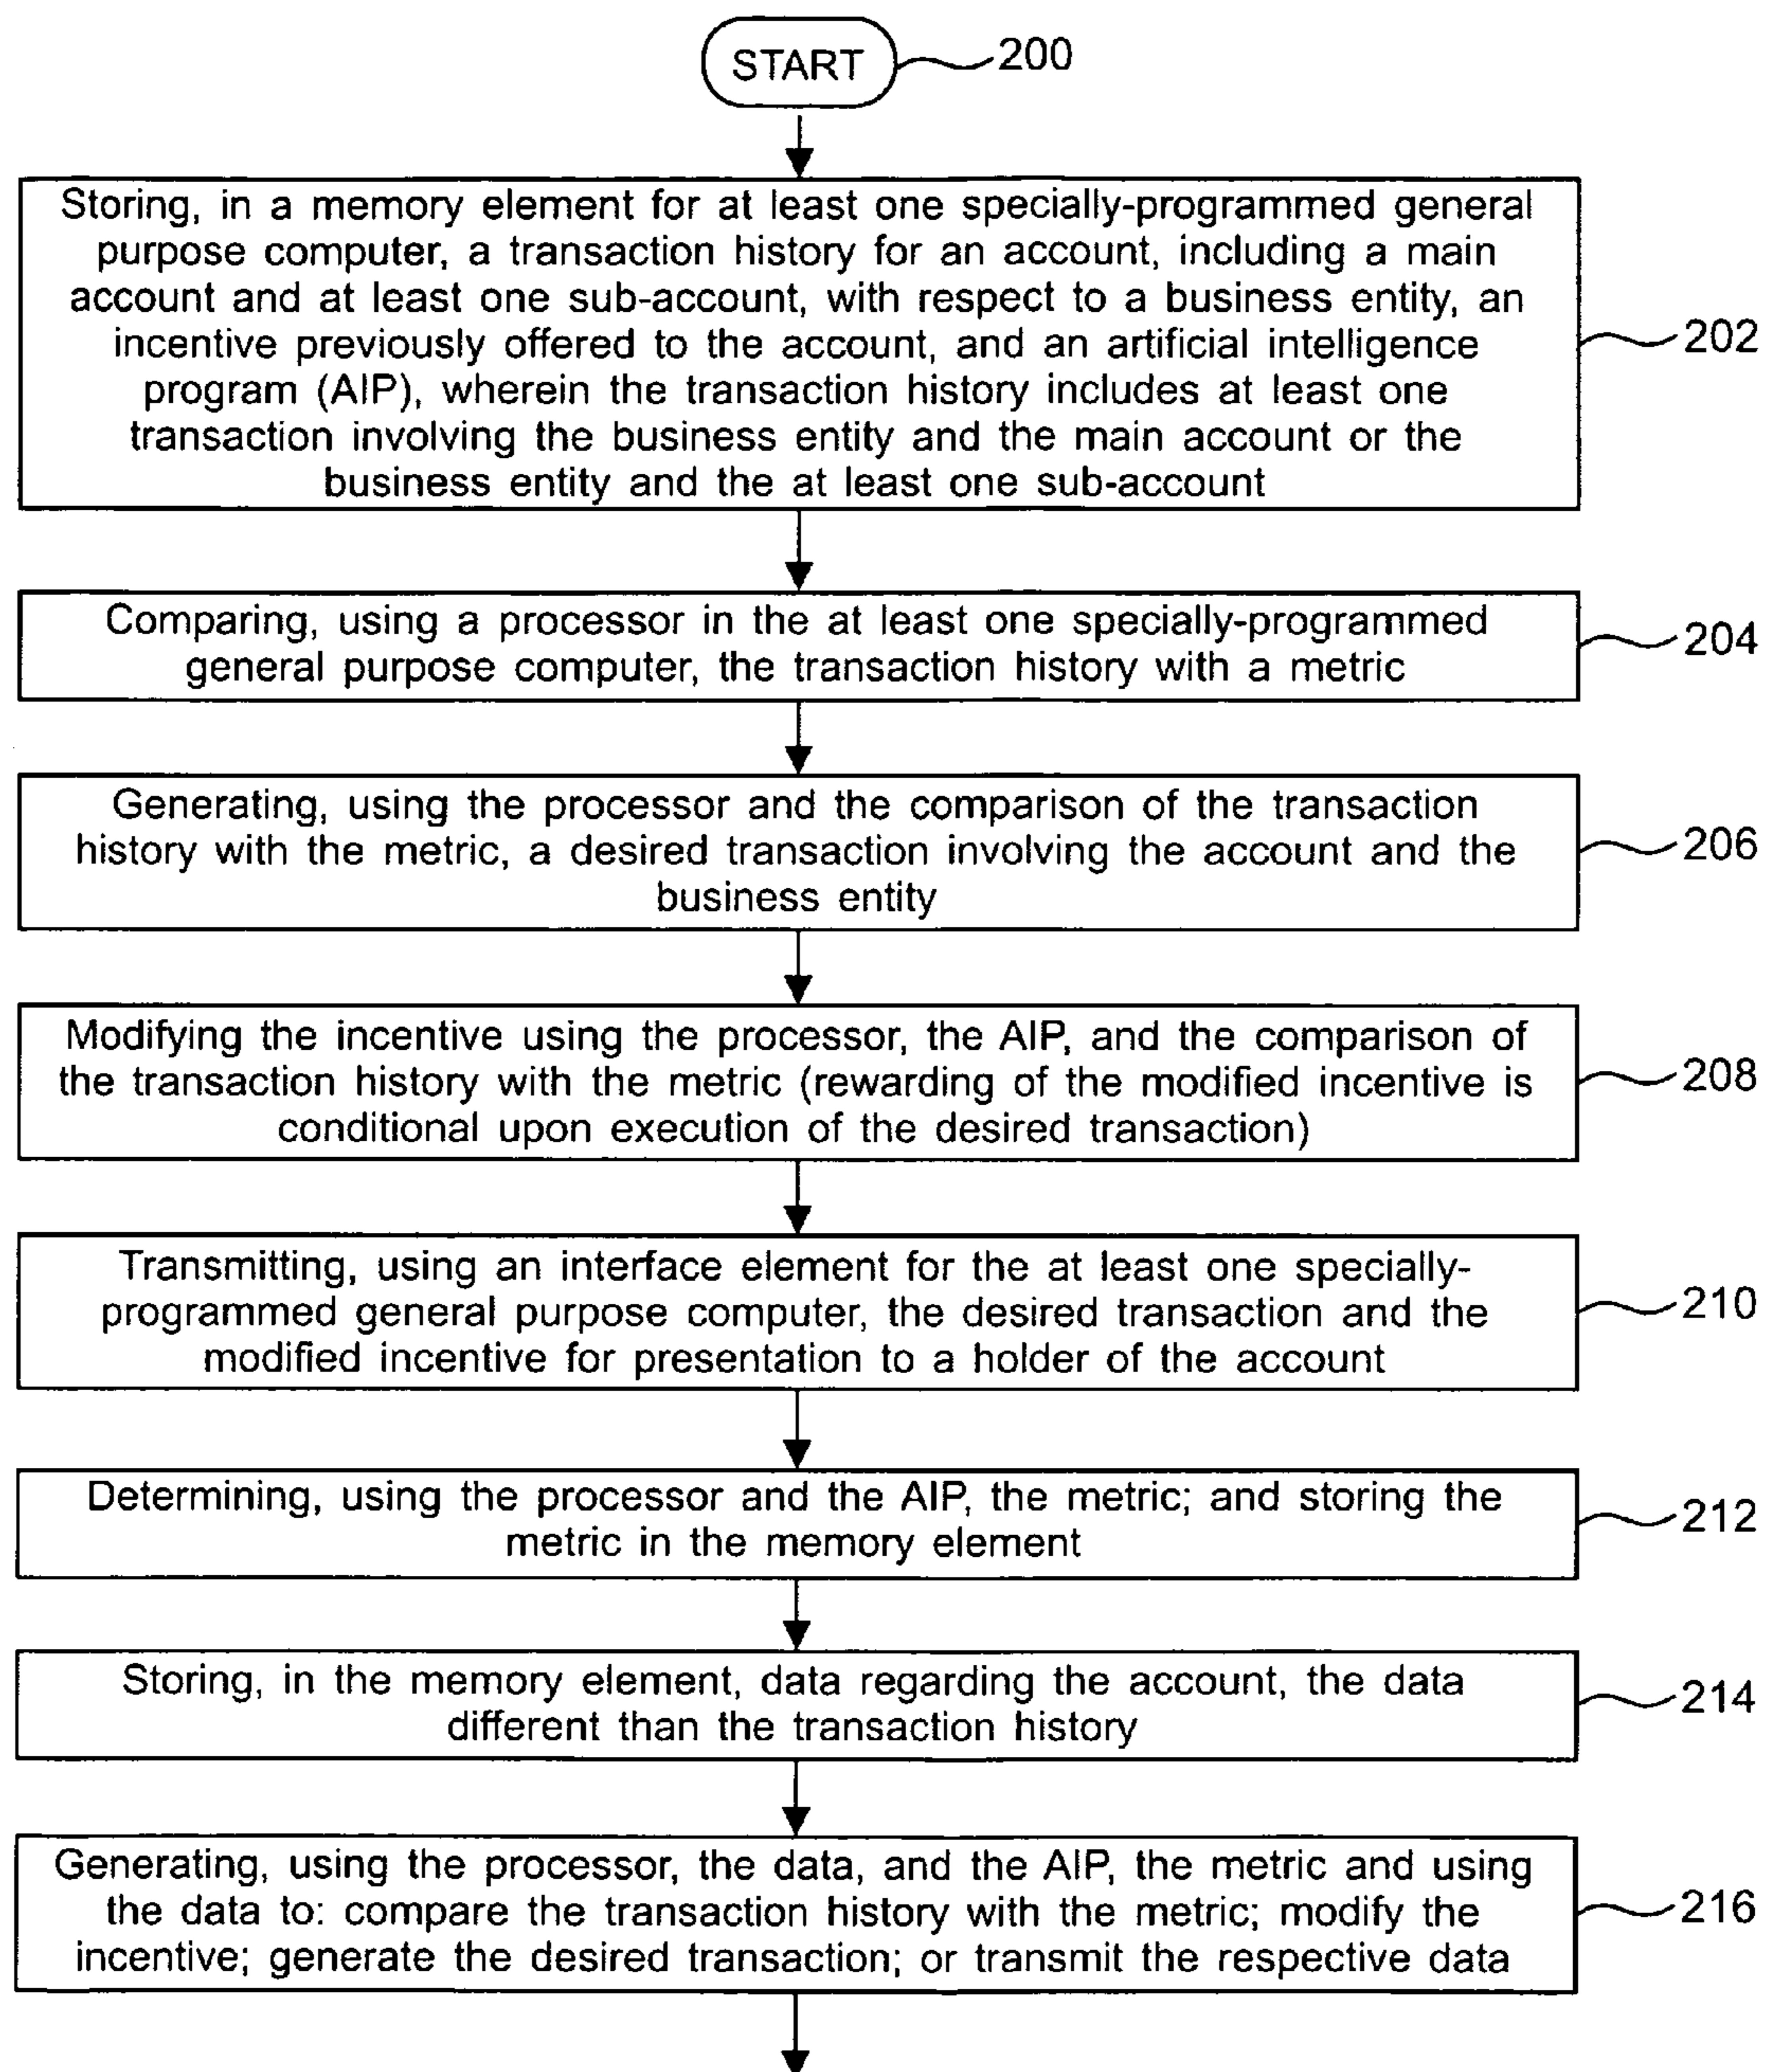 START
200
Storing, in a memory element for at least one specially-programmed general
purpose computer, a transaction history for an account, including a main
account and at least one sub-account, with respect to a business entity, an
incentive previously offered to the account, and an artificial intelligence
program (AIP), wherein the transaction history includes at least one
transaction involving the business entity and the main account or the
business entity and the at least one sub-account
202
Comparing, using a processor in the at least one specially-programmed
general purpose computer, the transaction history with a metric
204
Generating, using the processor and the comparison of the transaction
history with the metric, a desired transaction involving the account and the
business entity
206
Modifying the incentive using the processor, the AIP, and the comparison of
the transaction history with the metric (rewarding of the modified incentive is
conditional upon execution of the desired transaction)
208
Transmitting, using an interface element for the at least one specially-
programmed general purpose computer, the desired transaction and the
modified incentive for presentation to a holder of the account
210
Determining, using the processor and the AIP, the metric; and storing the
metric in the memory element
212
Storing, in the memory element, data regarding the account, the data
different than the transaction history
214
Generating, using the processor, the data, and the AIP, the metric and using
the data to: compare the transaction history with the metric; modify the
incentive; generate the desired transaction; or transmit the respective data
216